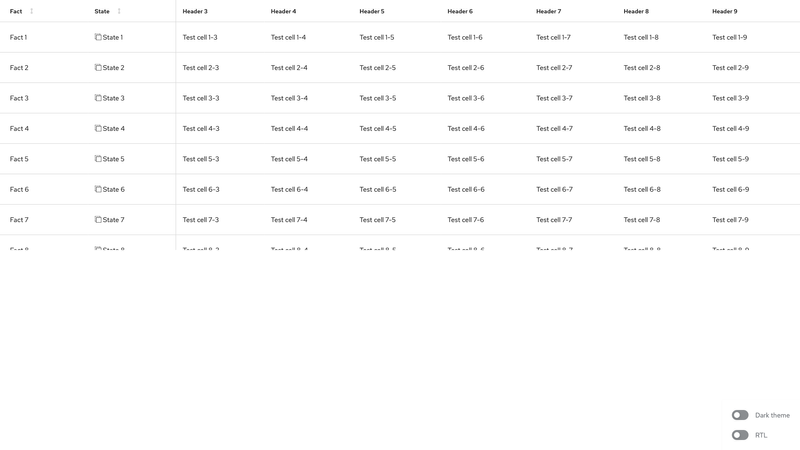 Fact State Header 3 Header 4 Header 5 Header 6 Header 7 Header 8 Header 9
Fact 1 State 1 Test cell 1-3 Test cell 1-4 Test cell 1-5 Test cell 1-6 Test cell 1-7 Test cell 1-8 Test cell 1-9
Fact 2 State 2 Test cell 2-3 Test cell 2-4 Test cell 2-5 Test cell 2-6 Test cell 2-7 Test cell 2-8 Test cell 2-9
Fact 3 State 3 Test cell 3-3 Test cell 3-4 Test cell 3-5 Test cell 3-6 Test cell 3-7 Test cell 3-8 Test cell 3-9
Fact 4 State 4 Test cell 4-3 Test cell 4-4 Test cell 4-5 Test cell 4-6 Test cell 4-7 Test cell 4-8 Test cell 4-9
Fact 5 State 5 Test cell 5-3 Test cell 5-4 Test cell 5-5 Test cell 5-6 Test cell 5-7 Test cell 5-8 Test cell 5-9
Fact 6 State 6 Test cell 6-3 Test cell 6-4 Test cell 6-5 Test cell 6-6 Test cell 6-7 Test cell 6-8 Test cell 6-9
Fact 7 State 7 Test cell 7-3 Test cell 7-4 Test cell 7-5 Test cell 7-6 Test cell 7-7 Test cell 7-8 Test cell 7-9
Dark theme
RTL